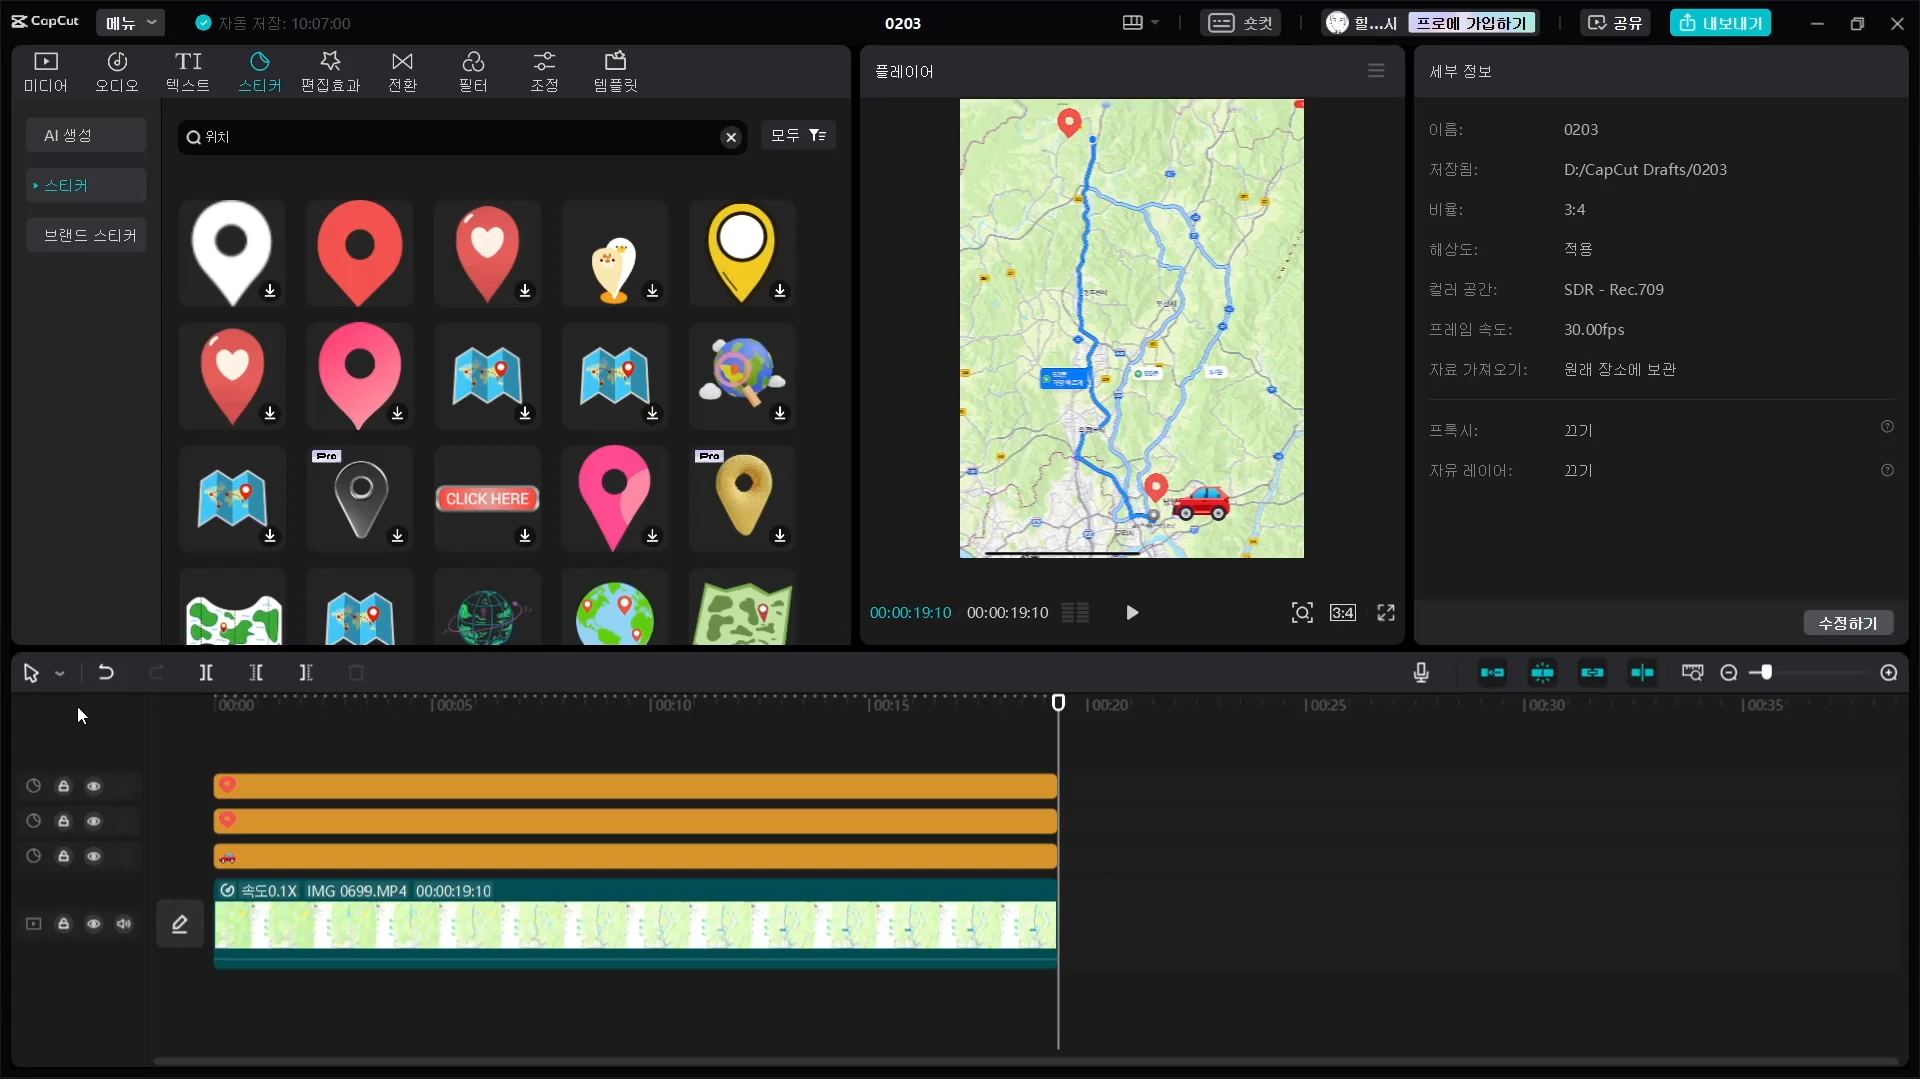 CapCut
메뉴
자동 저장: 10:07:00
0203
숏컷
힐...시
프로에 가입하기
공유
내보내기
미디어
오디오
텍스트
스티커
편집효과
전환
필터
조정
템플릿
AI 생성
스티커
브랜드 스티커
위치
모두
Pro
CLICK HERE
Pro
플레이어
00:00:19:10
00:00:19:10
3:4
세부 정보
이름: 0203
저장됨: D:/CapCut Drafts/0203
비율: 3:4
해상도: 적용
컬러 공간: SDR - Rec.709
프레임 속도: 30.00fps
자료 가져오기: 원래 장소에 보관
프록시: 끄기
자유 레이어: 끄기
수정하기
00:00
00:05
00:10
00:15
00:20
00:25
00:30
00:35
속도0.1X IMG 0699.MP4 00:00:19:10